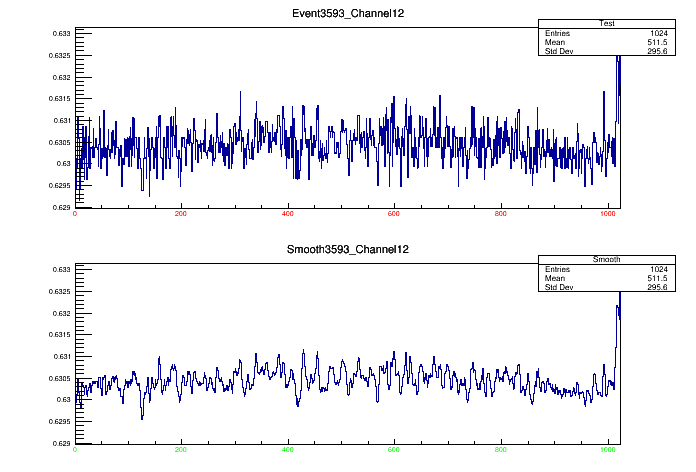 Event3593_Channel12
Test
Entries 1024
Mean 511.5
Std Dev 295.6
0.633
0.6325
0.632
0.6315
0.631
0.6305
0.63
0.6295
0.629
0 200 400 600 800 1000
Smooth3593_Channel12
Smooth
Entries 1024
Mean 511.5
Std Dev 295.6
0.633
0.6325
0.632
0.6315
0.631
0.6305
0.63
0.6295
0.629
0 200 400 600 800 1000